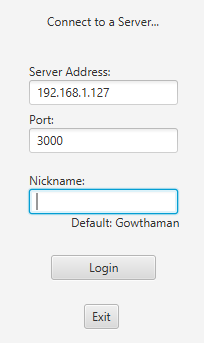 Connect to a Server...
Server Address:
192.168.1.127
Port:
3000
Nickname:
Default: Gowthaman
Login
Exit